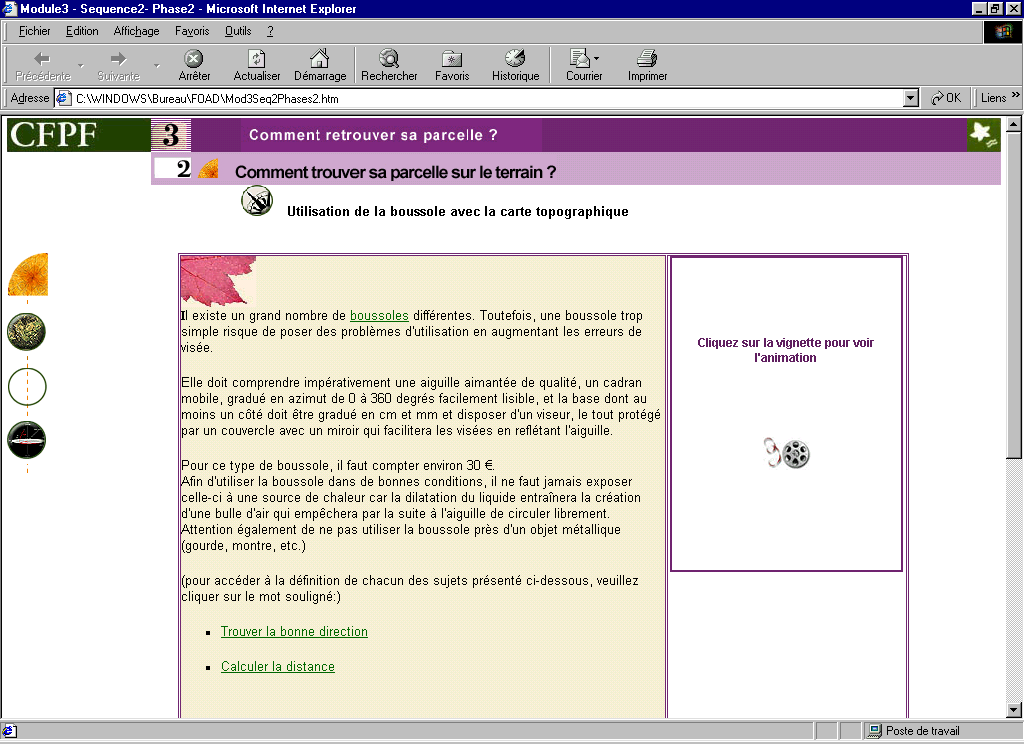 Module3 - Sequence2- Phase2 - Microsoft Internet Explorer
Fichier Edition Affichage Favoris Outils ?
Précédente Suivante Arrêter Actualiser Démarrage Rechercher Favoris Historique Courrier Imprimer
Adresse C:\WINDOWS\Bureau\FOAD\Mod3Seq2Phases2.htm OK Liens »
CFPF 3 Comment retrouver sa parcelle ?
2 Comment trouver sa parcelle sur le terrain ?
Utilisation de la boussole avec la carte topographique
Il existe un grand nombre de boussoles différentes. Toutefois, une boussole trop
simple risque de poser des problèmes d'utilisation en augmentant les erreurs de
visée.
Elle doit comprendre impérativement une aiguille aimantée de qualité, un cadran
mobile, gradué en azimut de 0 à 360 degrés facilement lisible, et la base dont au
moins un côté doit être gradué en cm et mm et disposer d'un viseur, le tout protégé
par un couvercle avec un miroir qui facilitera les visées en reflétant l'aiguille.
Pour ce type de boussole, il faut compter environ 30 €.
Afin d'utiliser la boussole dans de bonnes conditions, il ne faut jamais exposer
celle-ci à une source de chaleur car la dilatation du liquide entraînera la création
d'une bulle d'air qui empêchera par la suite à l'aiguille de circuler librement.
Attention également de ne pas utiliser la boussole près d'un objet métallique
(gourde, montre, etc.)
(pour accéder à la définition de chacun des sujets présenté ci-dessous, veuillez
cliquer sur le mot souligné:)
Trouver la bonne direction
Calculer la distance
Cliquez sur la vignette pour voir
l'animation
Poste de travail